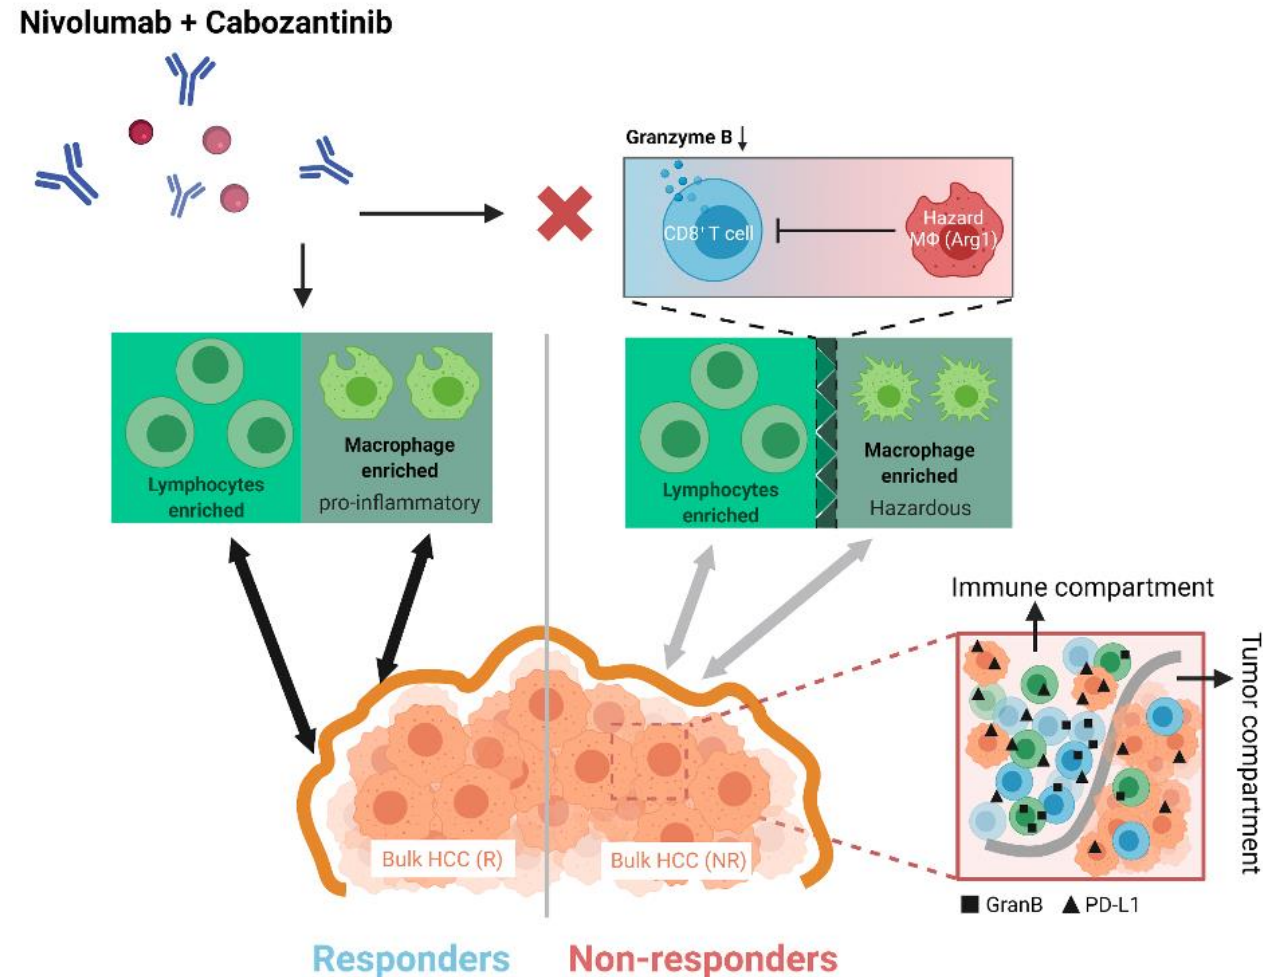 Nivolumab + Cabozantinib
Granzyme B ↓
CD8⁺ T cell
Hazard
MΦ (Arg1)
Lymphocytes
enriched
Macrophage
enriched
pro-inflammatory
Lymphocytes
enriched
Macrophage
enriched
Hazardous
Immune compartment
Tumor compartment
Bulk HCC (R)
Bulk HCC (NR)
GranB
PD-L1
Responders
Non-responders